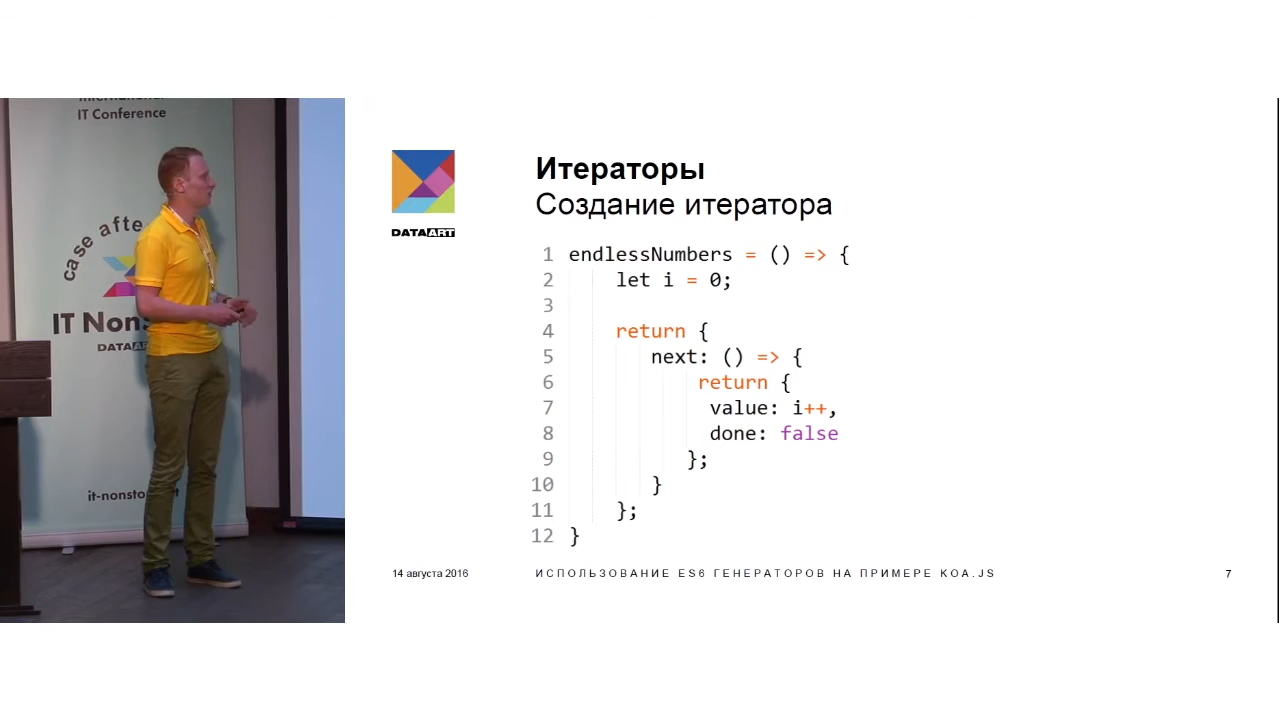 IT Conference
case afte
IT Nons
DATAA
it-nonsto
DATAART
Итераторы
Создание итератора
1 endlessNumbers = () => {
2 let i = 0;
3
4 return {
5 next: () => {
6 return {
7 value: i++,
8 done: false
9 };
10 }
11 };
12 }
14 августа 2016
ИСПОЛЬЗОВАНИЕ ES6 ГЕНЕРАТОРОВ НА ПРИМЕРЕ KOA.JS
7